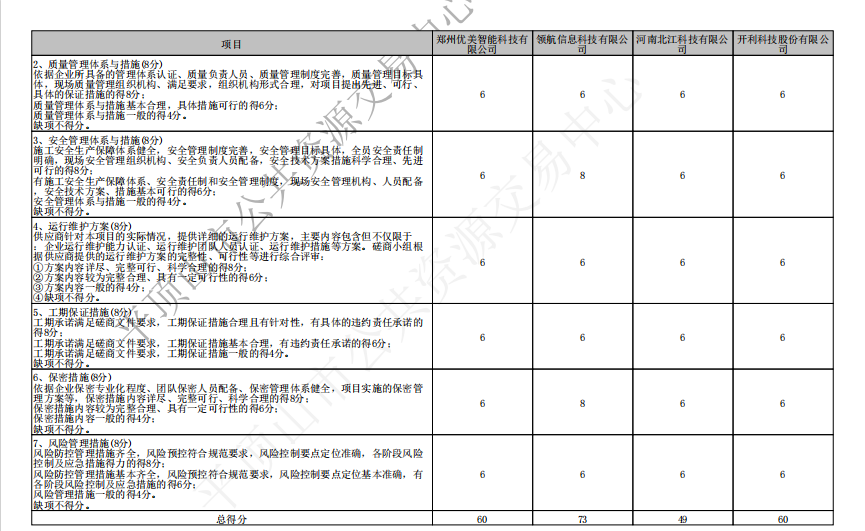 项目
郑州优美智能科技有限公司
领航信息科技有限公司
河南北江科技有限公司
开利科技股份有限公司
2、质量管理体系与措施(8分)
依据企业所具备的管理体系认证、质量负责人员、质量管理制度完善，质量管理目标具
体，现场质量管理组织机构、满足要求，组织机构形式合理，对项目提出先进、可行、
具体的保证措施的得8分；
质量管理体系与措施基本合理，具体措施可行的得6分；
质量管理体系与措施一般的得4分。
缺项不得分。
6 6 6 6
3、安全管理体系与措施(8分)
施工安全生产保障体系健全，安全管理制度完善，安全管理目标具体，全员安全责任制
明确，现场安全管理组织机构、安全负责人员配备，安全技术方案措施科学合理、先进
可行的得8分；
有施工安全生产保障体系、安全责任制和安全管理制度，现场安全管理机构、人员配备
，安全技术方案、措施基本可行的得6分；
安全管理体系与措施一般的得4分。
缺项不得分。
6 8 6 6
4、运行维护方案(8分)
供应商针对本项目的实际情况，提供详细的运行维护方案，主要内容包含但不仅限于
：企业运行维护能力认证、运行维护团队人员认证、运行维护措施等方案。磋商小组根
据供应商提供的运行维护方案的完整性、可行性等进行综合评审：
①方案内容详尽、完整可行、科学合理的得8分；
②方案内容较为完整合理、具有一定可行性的得6分；
③方案内容一般的得4分；
④缺项不得分。
6 6 6 6
5、工期保证措施(8分)
工期承诺满足磋商文件要求，工期保证措施合理且有针对性，有具体的违约责任承诺的
得8分；
工期承诺满足磋商文件要求，工期保证措施基本合理，有违约责任承诺的得6分；
工期承诺满足磋商文件要求，工期保证措施一般的得4分。
缺项不得分。
6 6 6 6
6、保密措施(8分)
依据企业保密专业化程度、团队保密人员配备、保密管理体系健全，项目实施的保密管
理方案等，保密措施内容详尽、完整可行、科学合理的得8分；
保密措施内容较为完整合理、具有一定可行性的得6分；
保密措施内容一般的得4分；
缺项不得分。
6 8 6 6
7、风险管理措施(8分)
风险防控管理措施齐全，风险预控符合规范要求，风险控制要点定位准确，各阶段风险
控制及应急措施得力的得8分；
风险防控管理措施基本齐全，风险预控符合规范要求，风险控制要点定位基本准确，有
各阶段风险控制及应急措施的得6分；
风险管理措施一般的得4分。
缺项不得分。
6 6 6 6
总得分 60 73 49 60
平顶山市公共资源交易中心
平顶山市公共资源交易中心